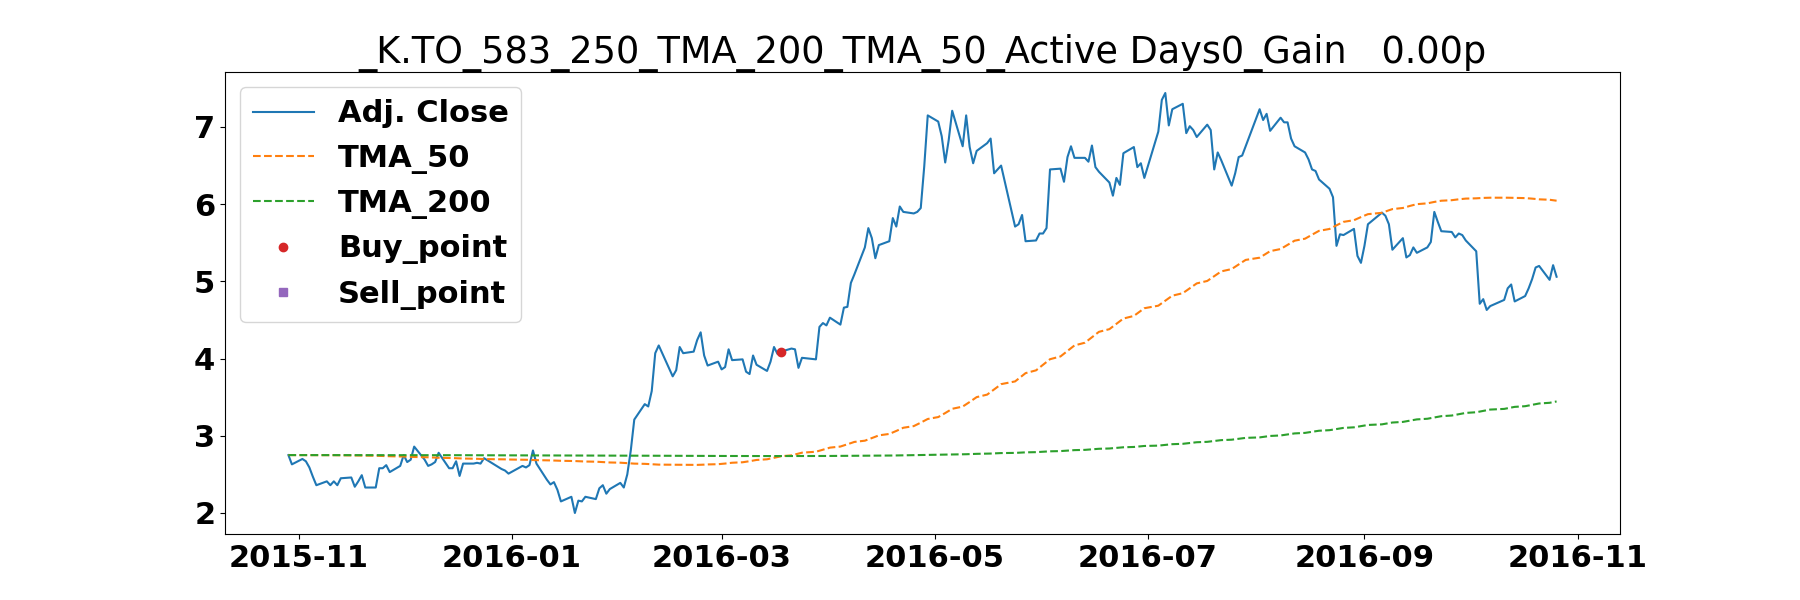 _K.TO_583_250_TMA_200_TMA_50_Active Days0_Gain   0.00p
Adj. Close
TMA_50
TMA_200
Buy_point
Sell_point
7
6
5
4
3
2
2015-11 2016-01 2016-03 2016-05 2016-07 2016-09 2016-11